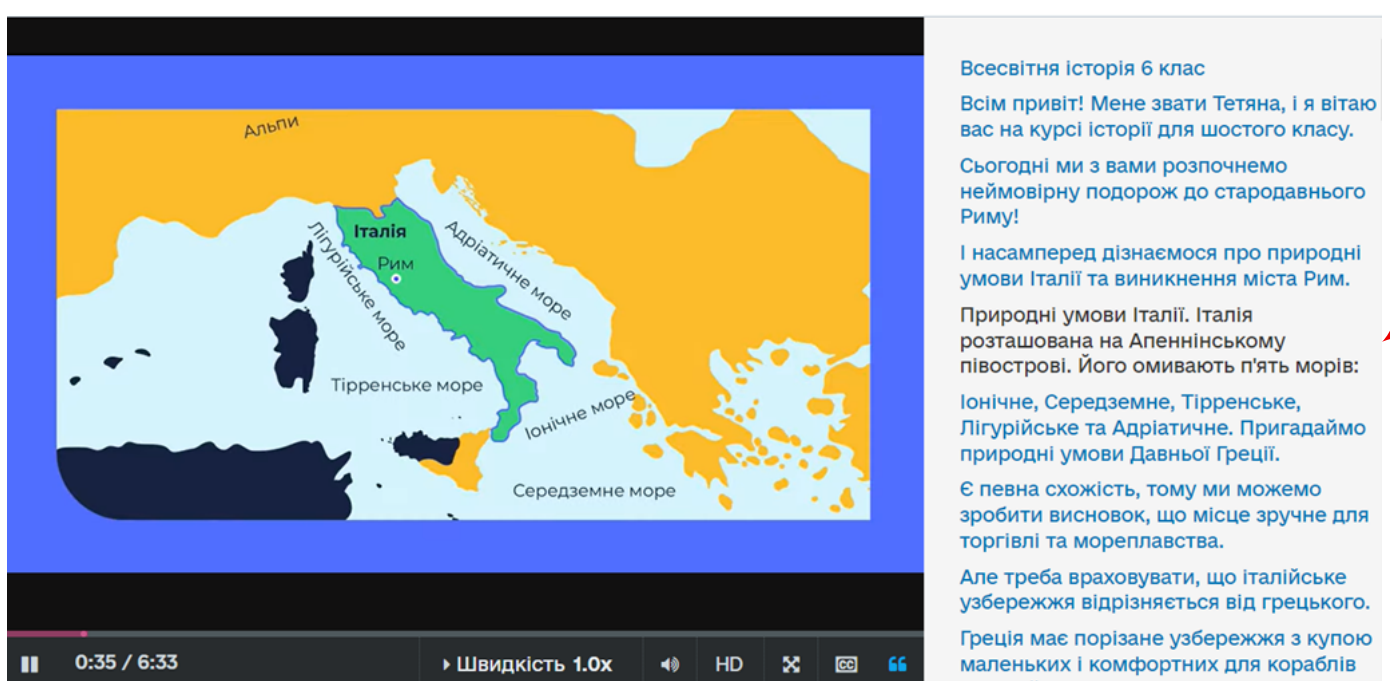 Альпи
Італія
Рим
Лігурійське море
Адріатичне море
Тірренське море
Іонічне море
Середземне море
0:35 / 6:33
Швидкість 1.0x
HD
CC
Всесвітня історія 6 клас
Всім привіт! Мене звати Тетяна, і я вітаю
вас на курсі історії для шостого класу.
Сьогодні ми з вами розпочнемо
неймовірну подорож до стародавнього
Риму!
І насамперед дізнаємося про природні
умови Італії та виникнення міста Рим.
Природні умови Італії. Італія
розташована на Апеннінському
півострові. Його омивають п'ять морів:
Іонічне, Середземне, Тірренське,
Лігурійське та Адріатичне. Пригадаймо
природні умови Давньої Греції.
Є певна схожість, тому ми можемо
зробити висновок, що місце зручне для
торгівлі та мореплавства.
Але треба враховувати, що італійське
узбережжя відрізняється від грецького.
Греція має порізане узбережжя з купою
маленьких і комфортних для кораблів